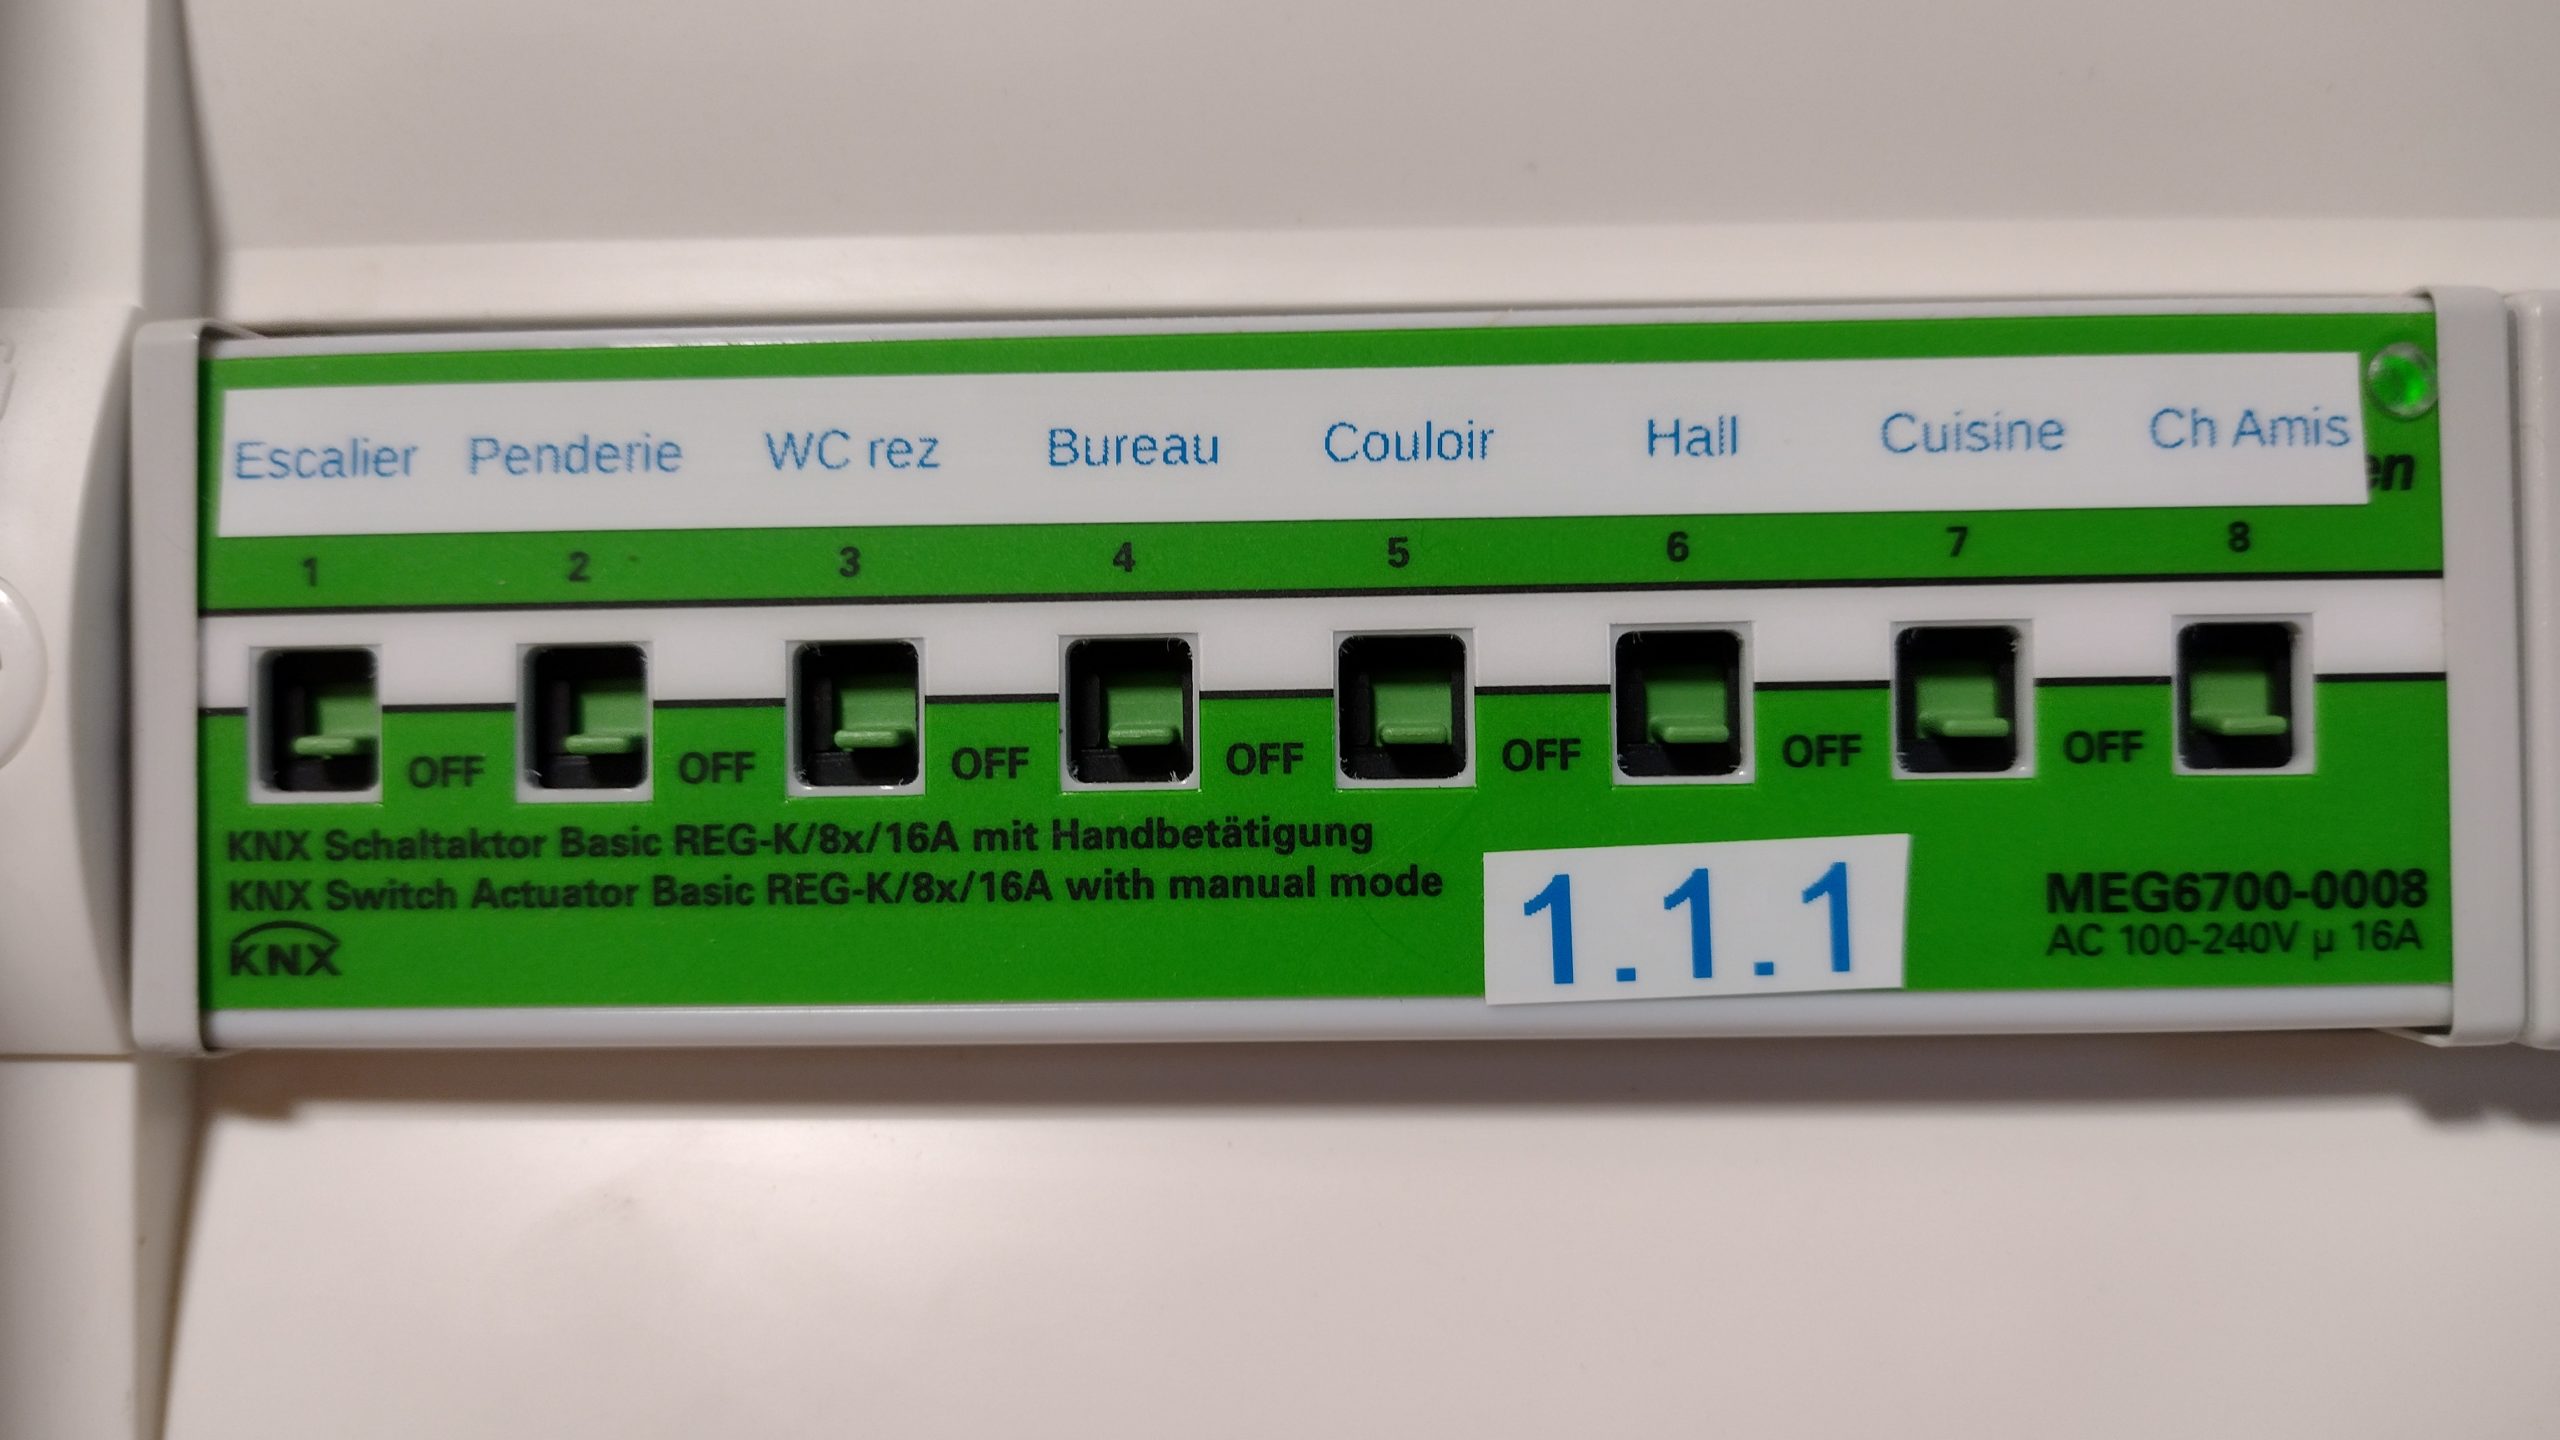 Escalier Penderie WC rez Bureau Couloir Hall Cuisine Ch Amis
1 2 3 4 5 6 7 8
OFF OFF OFF OFF OFF OFF OFF
KNX Schaltaktor Basic REG-K/8x/16A mit Handbetätigung
KNX Switch Actuator Basic REG-K/8x/16A with manual mode
KNX
1.1.1
MEG6700-0008
AC 100-240V µ 16A